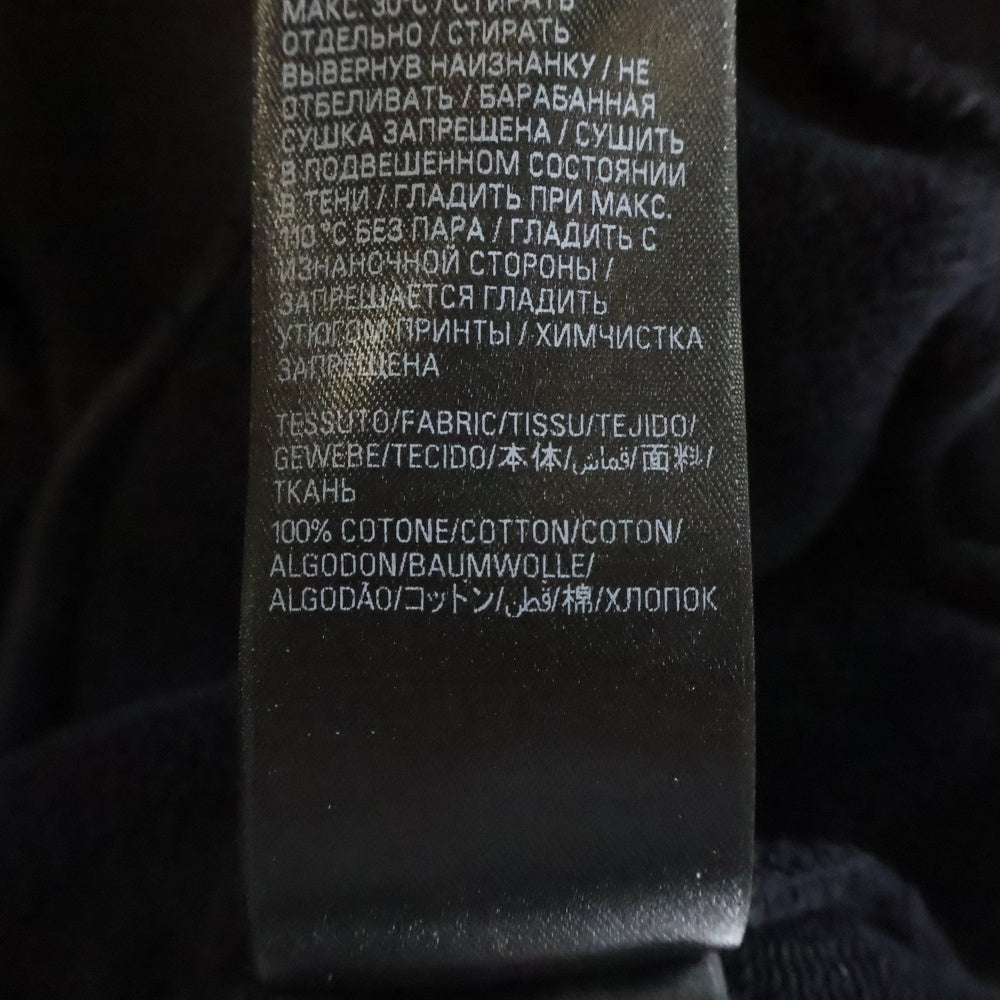 МАКС. 30°C / СТИРАТЬ
ОТДЕЛЬНО / СТИРАТЬ
ВЫВЕРНУВ НАИЗНАНКУ / НЕ
ОТБЕЛИВАТЬ / БАРАБАННАЯ
СУШКА ЗАПРЕЩЕНА / СУШИТЬ
В ПОДВЕШЕННОМ СОСТОЯНИИ
В ТЕНИ / ГЛАДИТЬ ПРИ МАКС.
110 °C БЕЗ ПАРА / ГЛАДИТЬ С
ИЗНАНОЧНОЙ СТОРОНЫ /
ЗАПРЕЩАЕТСЯ ГЛАДИТЬ
УТЮГОМ ПРИНТЫ / ХИМЧИСТКА
ЗАПРЕЩЕНА
TESSUTO/FABRIC/TISSU/TEJIDO/
GEWEBE/TECIDO/本体/قماش/面料/
ТКАНЬ
100% COTONE/COTTON/COTON/
ALGODON/BAUMWOLLE/
ALGODÃO/コットン/قطن/棉/ХЛОПОК